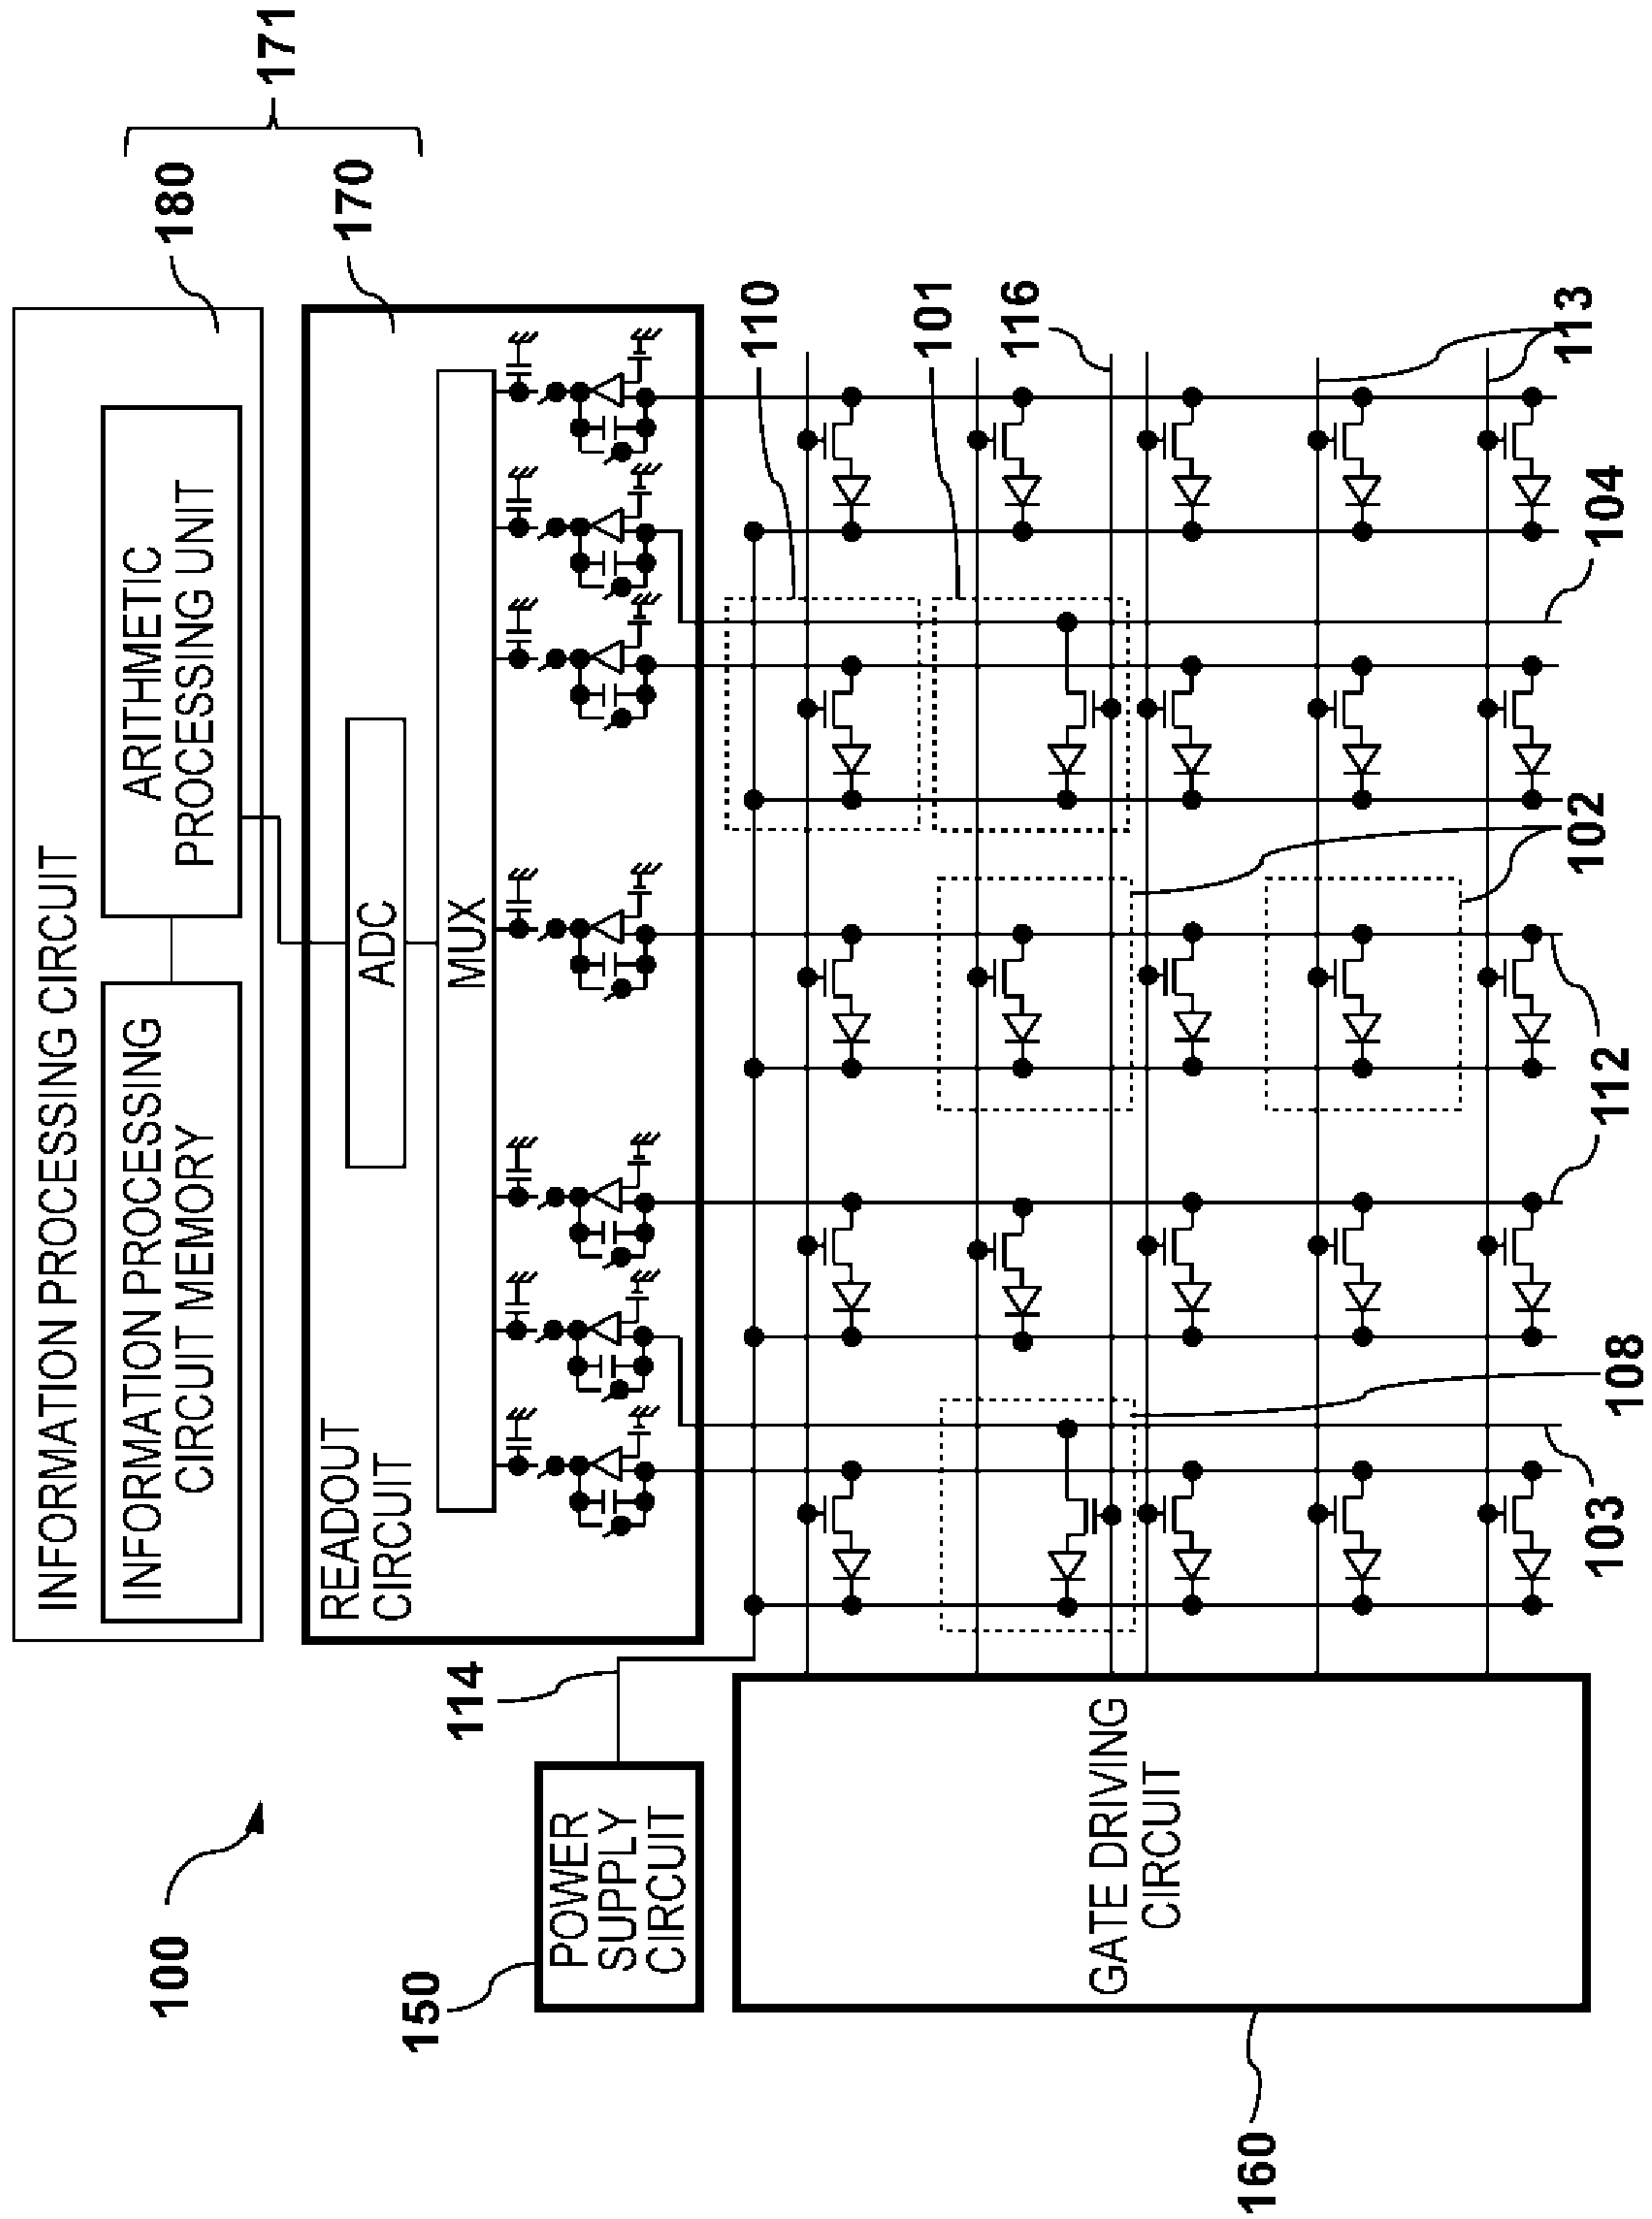 100
171
INFORMATION PROCESSING CIRCUIT
180
INFORMATION PROCESSING
CIRCUIT MEMORY
ARITHMETIC
PROCESSING UNIT
READOUT
CIRCUIT
170
ADC
MUX
150
POWER
SUPPLY
CIRCUIT
114
110
101
116
113
GATE DRIVING
CIRCUIT
160
103
108
112
102
104